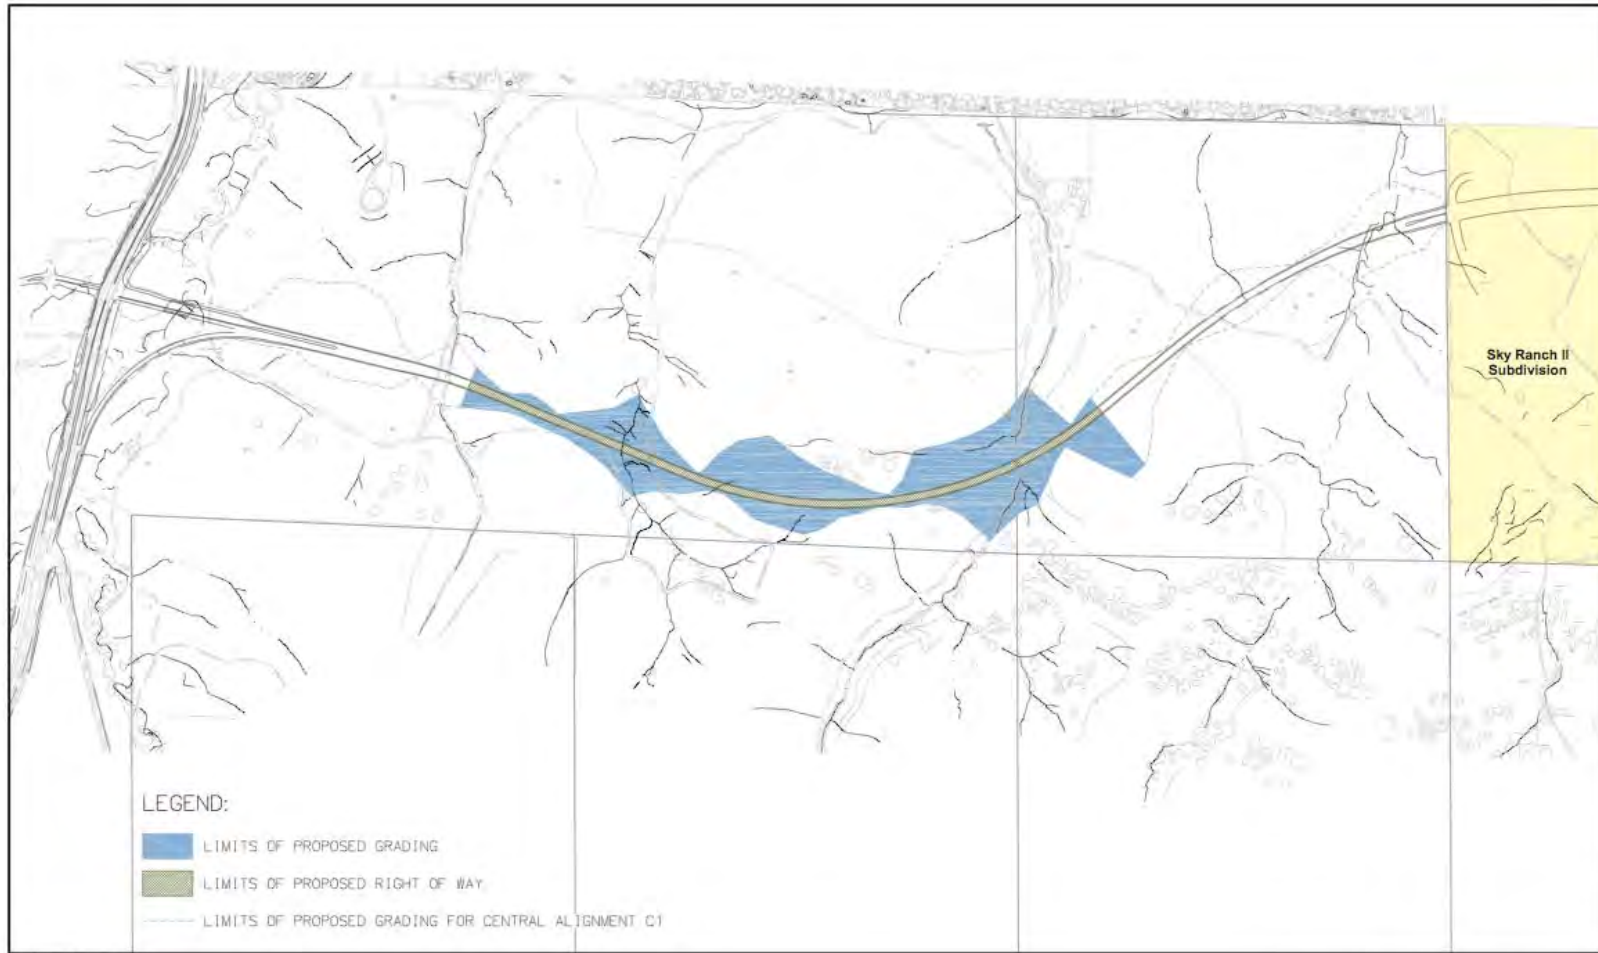 Sky Ranch II
Subdivision
LEGEND:
LIMITS OF PROPOSED GRADING
LIMITS OF PROPOSED RIGHT OF WAY
LIMITS OF PROPOSED GRADING FOR CENTRAL ALIGNMENT C1